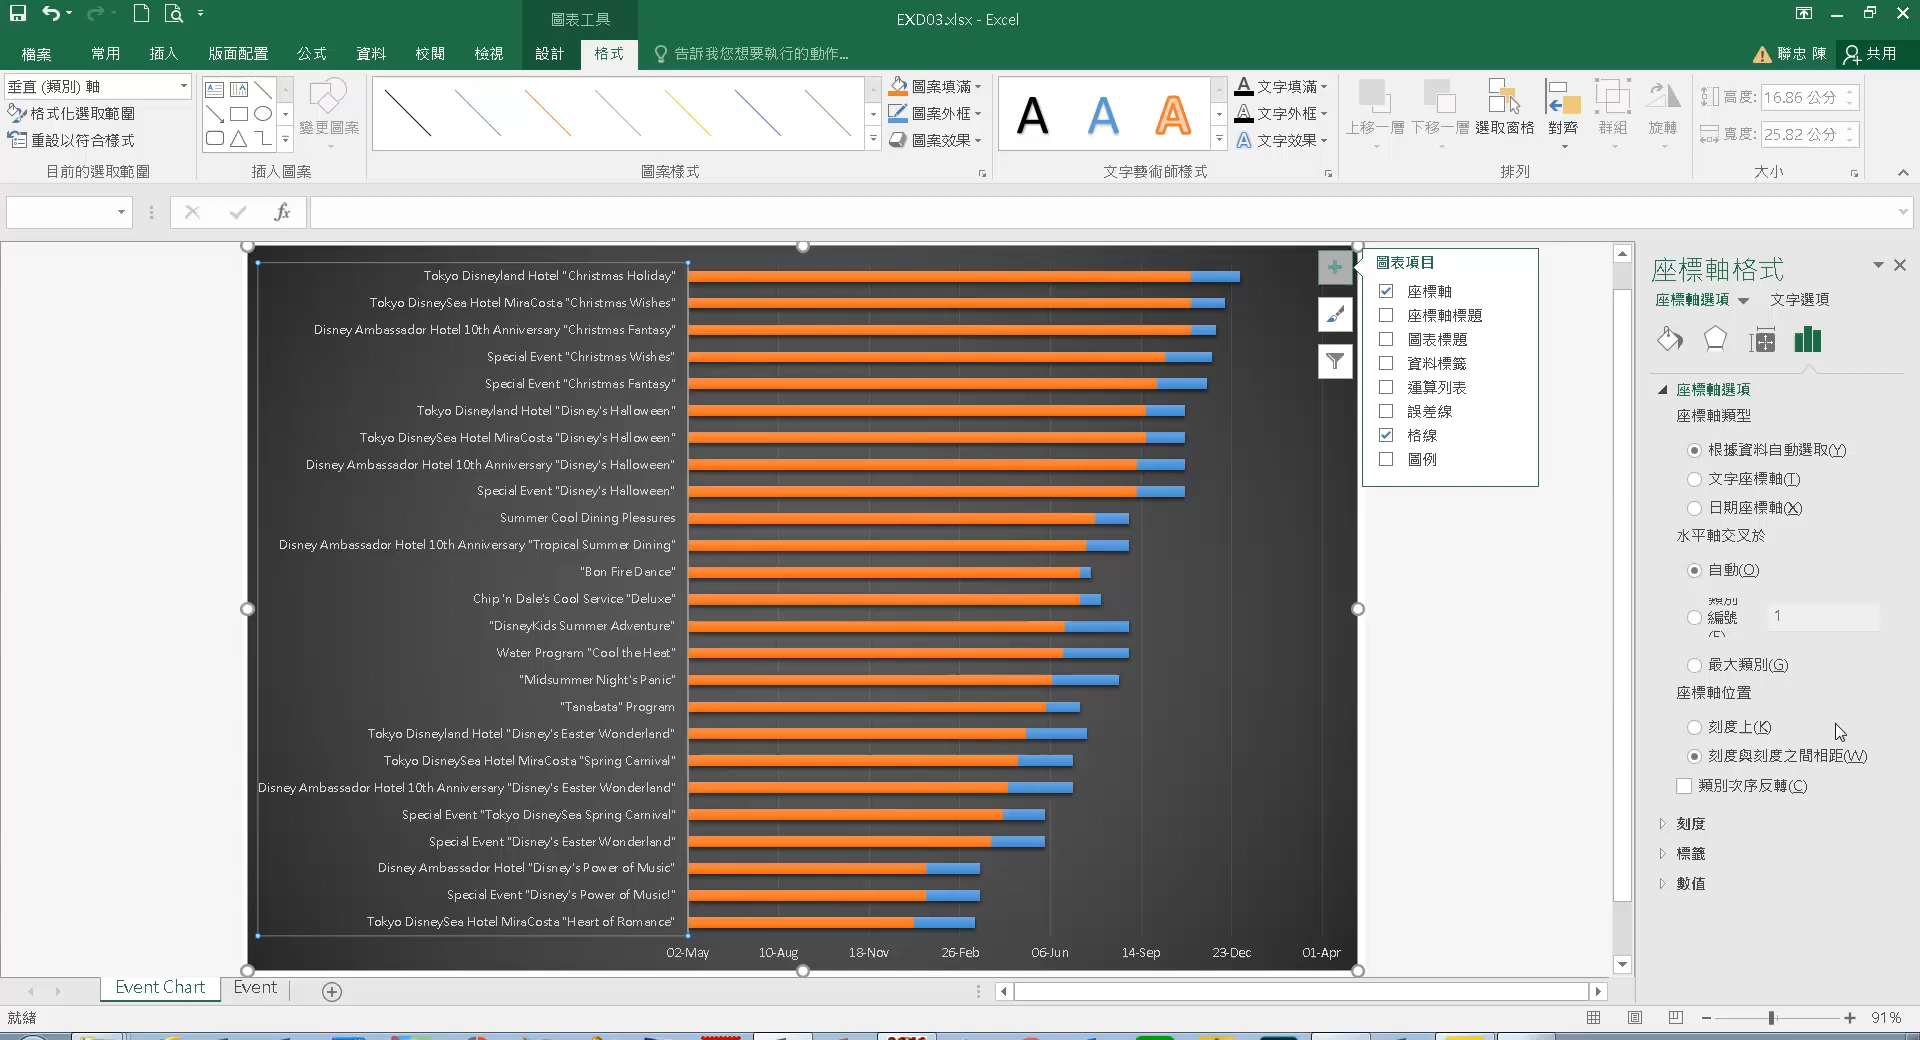 圖表工具
EXD03.xlsx - Excel
檔案 常用 插入 版面配置 公式 資料 校閱 檢視 設計 格式 告訴我您想要執行的動作... 聯忠 陳 共用
垂直 (類別) 軸
格式化選取範圍
重設以符合樣式
目前的選取範圍
變更圖案
插入圖案
圖案填滿
圖案外框
圖案效果
圖案樣式
A A A
文字填滿
文字外框
文字效果
文字藝術師樣式
上移一層 下移一層 選取窗格 對齊 群組 旋轉
排列
高度: 16.86 公分
寬度: 25.82 公分
大小
fx
Tokyo Disneyland Hotel "Christmas Holiday"
Tokyo DisneySea Hotel MiraCosta "Christmas Wishes"
Disney Ambassador Hotel 10th Anniversary "Christmas Fantasy"
Special Event "Christmas Wishes"
Special Event "Christmas Fantasy"
Tokyo Disneyland Hotel "Disney's Halloween"
Tokyo DisneySea Hotel MiraCosta "Disney's Halloween"
Disney Ambassador Hotel 10th Anniversary "Disney's Halloween"
Special Event "Disney's Halloween"
Summer Cool Dining Pleasures
Disney Ambassador Hotel 10th Anniversary "Tropical Summer Dining"
"Bon Fire Dance"
Chip 'n Dale's Cool Service "Deluxe"
"DisneyKids Summer Adventure"
Water Program "Cool the Heat"
"Midsummer Night's Panic"
"Tanabata" Program
Tokyo Disneyland Hotel "Disney's Easter Wonderland"
Tokyo DisneySea Hotel MiraCosta "Spring Carnival"
Disney Ambassador Hotel 10th Anniversary "Disney's Easter Wonderland"
Special Event "Tokyo DisneySea Spring Carnival"
Special Event "Disney's Easter Wonderland"
Disney Ambassador Hotel "Disney's Power of Music"
Special Event "Disney's Power of Music!"
Tokyo DisneySea Hotel MiraCosta "Heart of Romance"
02-May 10-Aug 18-Nov 26-Feb 06-Jun 14-Sep 23-Dec 01-Apr
圖表項目
座標軸
座標軸標題
圖表標題
資料標籤
運算列表
誤差線
格線
圖例
座標軸格式
座標軸選項 文字選項
座標軸選項
座標軸類型
根據資料自動選取(Y)
文字座標軸(T)
日期座標軸(X)
水平軸交叉於
自動(O)
類別
編號 1
(E)
最大類別(G)
座標軸位置
刻度上(K)
刻度與刻度之間相距(W)
類別次序反轉(C)
刻度
標籤
數值
Event Chart Event
就緒
91%